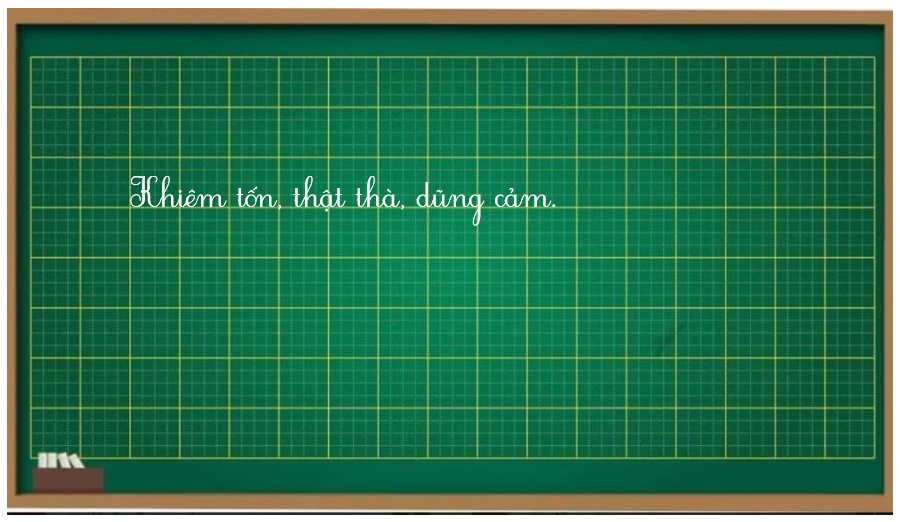 Khiêm tốn, thật thà, dũng cảm.